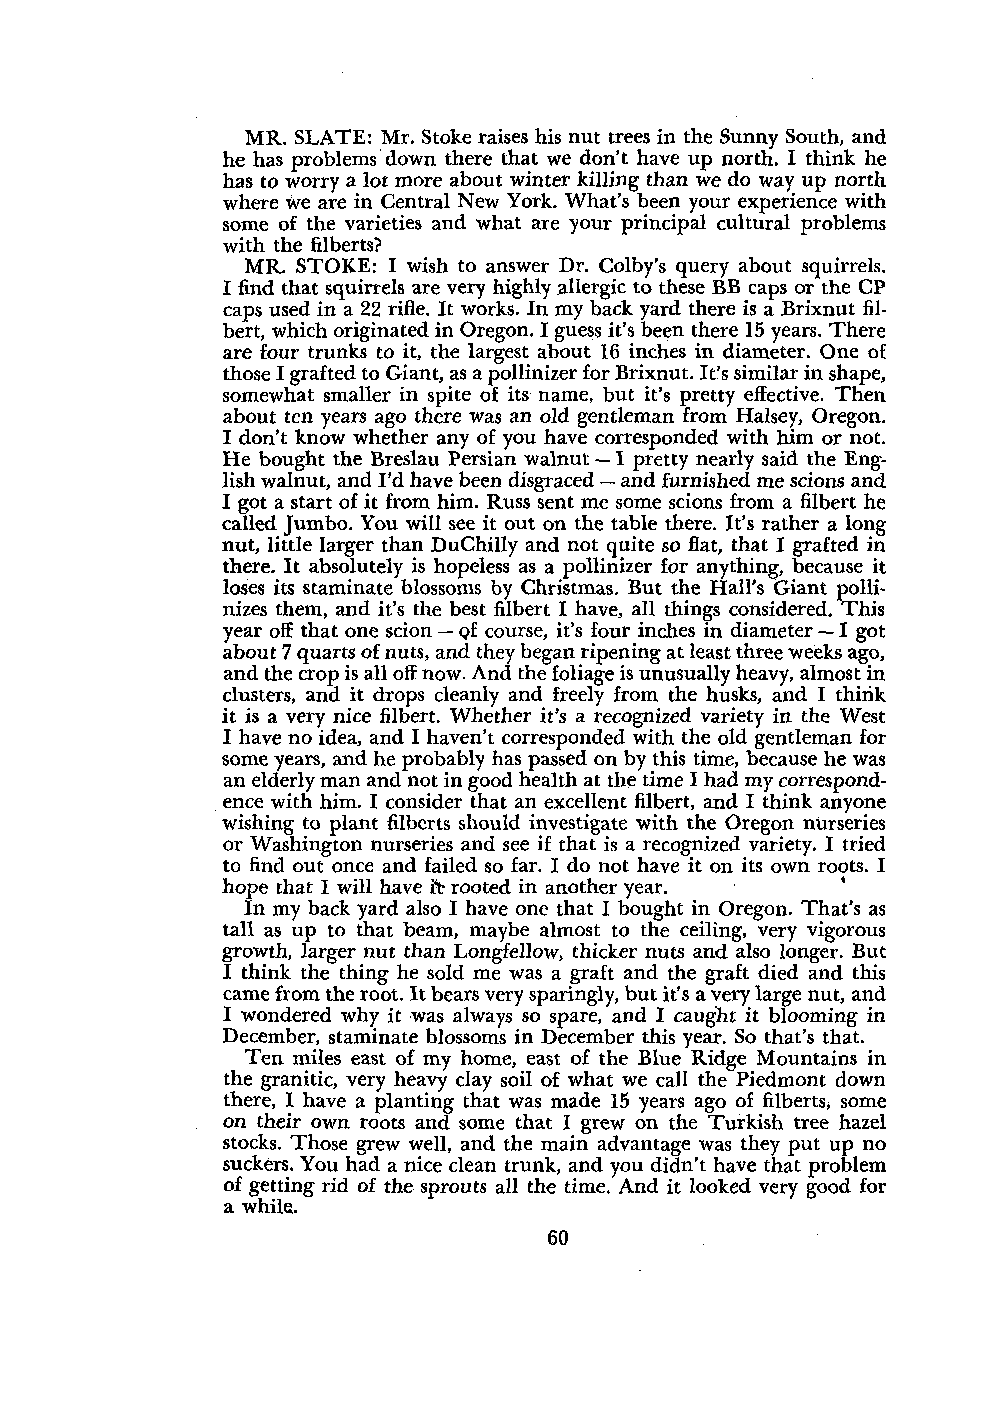 MR. SLATE: Mr. Stoke raises his nut trees in the Sunny South, and
he has problems down there that we don't have up north. I think he
has to worry a lot more about winter killing than we do way up north
where we are in Central New York. What's been your experience with
some of the varieties and what are your principal cultural problems
with the filberts?
MR. STOKE: I wish to answer Dr. Colby's query about squirrels.
I find that squirrels are very highly allergic to these BB caps or the CP
caps used in a 22 rifle. It works. In my back yard there is a Brixnut fil-
bert, which originated in Oregon. I guess it's been there 15 years. There
are four trunks to it, the largest about 16 inches in diameter. One of
those I grafted to Giant, as a pollinizer for Brixnut. It's similar in shape,
somewhat smaller in spite of its name, but it's pretty effective. Then
about ten years ago there was an old gentleman from Halsey, Oregon.
I don't know whether any of you have corresponded with him or not.
He bought the Breslau Persian walnut — I pretty nearly said the Eng-
lish walnut, and I'd have been disgraced — and furnished me scions and
I got a start of it from him. Russ sent me some scions from a filbert he
called Jumbo. You will see it out on the table there. It's rather a long
nut, little larger than DuChilly and not quite so flat, that I grafted in
there. It absolutely is hopeless as a pollinizer for anything, because it
loses its staminate blossoms by Christmas. But the Hall's Giant polli-
nizes them, and it's the best filbert I have, all things considered. This
year off that one scion — of course, it's four inches in diameter — I got
about 7 quarts of nuts, and they began ripening at least three weeks ago,
and the crop is all off now. And the foliage is unusually heavy, almost in
clusters, and it drops cleanly and freely from the husks, and I think
it is a very nice filbert. Whether it's a recognized variety in the West
I have no idea, and I haven't corresponded with the old gentleman for
some years, and he probably has passed on by this time, because he was
an elderly man and not in good health at the time I had my correspond-
ence with him. I consider that an excellent filbert, and I think anyone
wishing to plant filberts should investigate with the Oregon nurseries
or Washington nurseries and see if that is a recognized variety. I tried
to find out once and failed so far. I do not have it on its own roots. I
hope that I will have it rooted in another year.
In my back yard also I have one that I bought in Oregon. That's as
tall as up to that beam, maybe almost to the ceiling, very vigorous
growth, larger nut than Longfellow, thicker nuts and also longer. But
I think the thing he sold me was a graft and the graft died and this
came from the root. It bears very sparingly, but it's a very large nut, and
I wondered why it was always so spare, and I caught it blooming in
December, staminate blossoms in December this year. So that's that.
Ten miles east of my home, east of the Blue Ridge Mountains in
the granitic, very heavy clay soil of what we call the Piedmont down
there, I have a planting that was made 15 years ago of filberts, some
on their own roots and some that I grew on the Turkish tree hazel
stocks. Those grew well, and the main advantage was they put up no
suckers. You had a nice clean trunk, and you didn't have that problem
of getting rid of the sprouts all the time. And it looked very good for
a while.
60